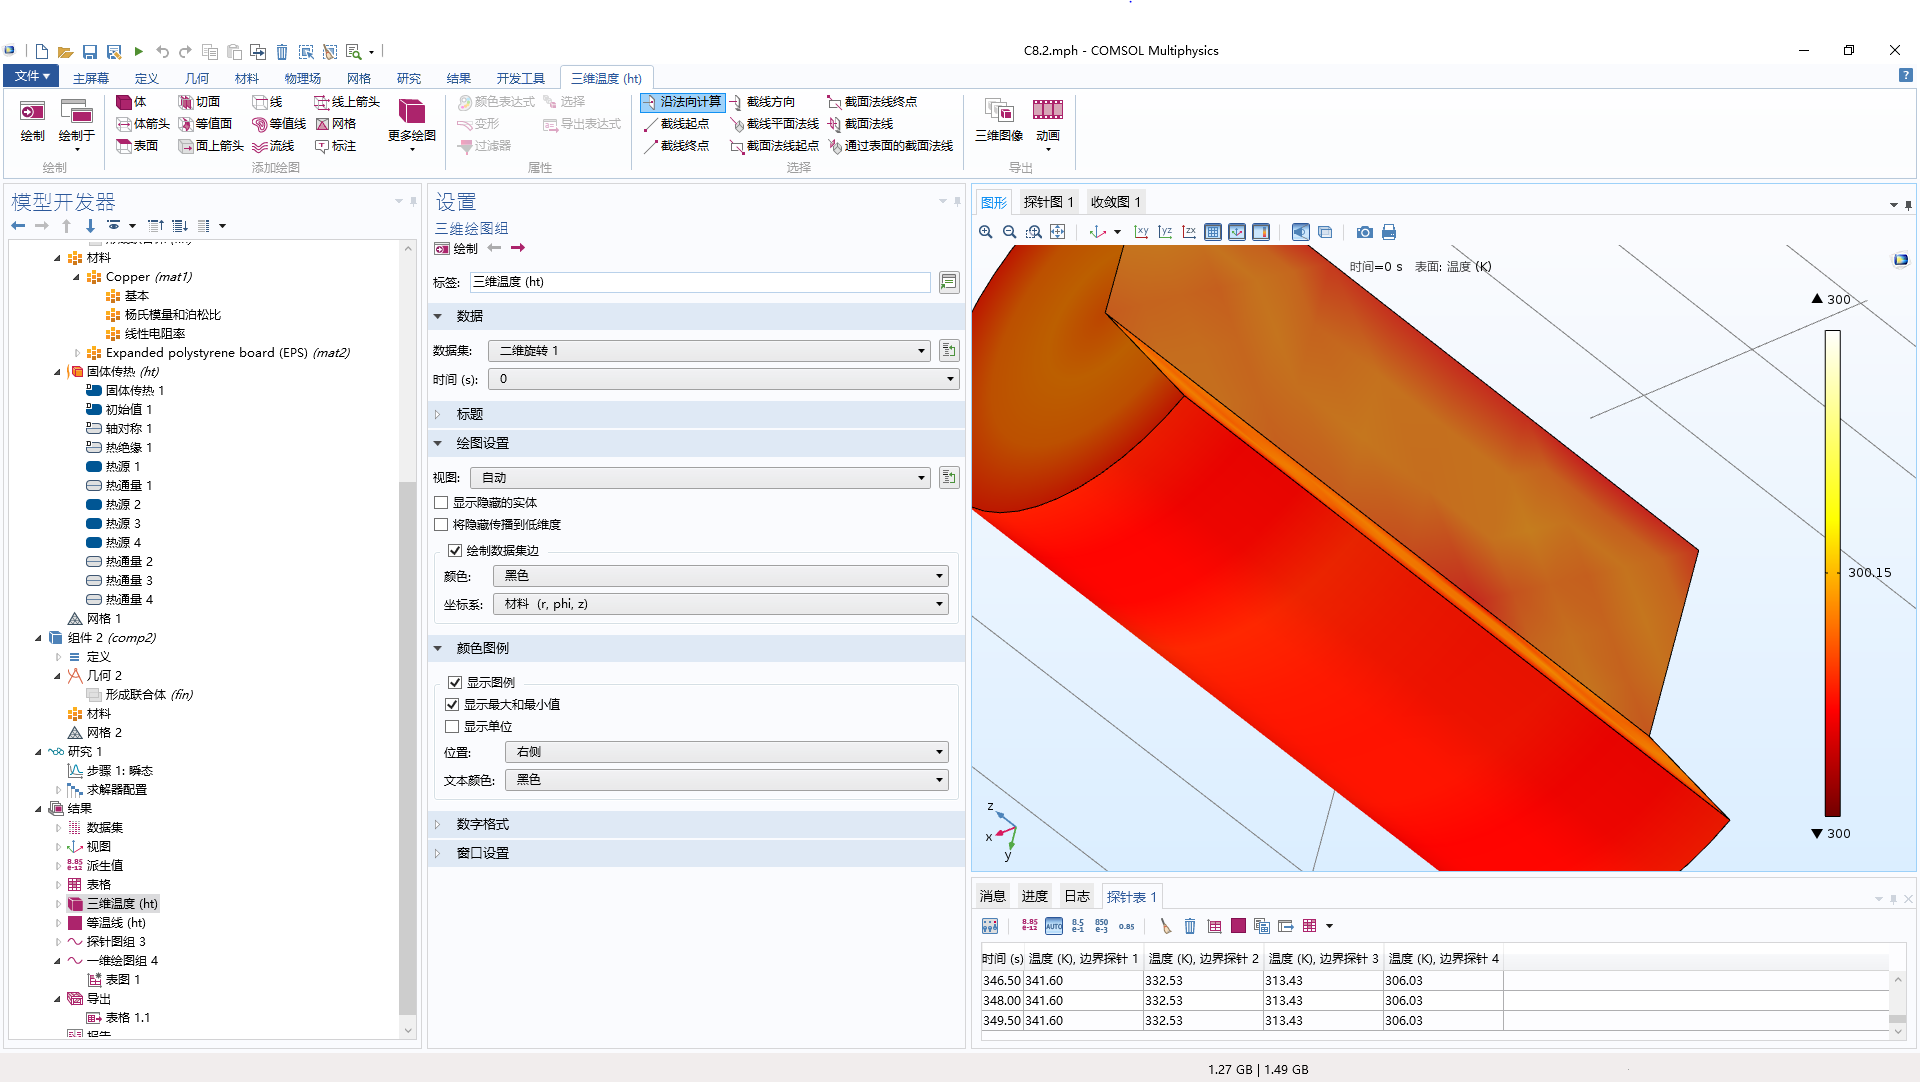 C8.2.mph - COMSOL Multiphysics
文件 主屏幕 定义 几何 材料 物理场 网格 研究 结果 开发工具 三维温度 (ht)
绘制 绘制于
绘制
体 切面 线 线上箭头
体箭头 等值面 等值线 网格
表面 面上箭头 流线 标注
更多绘图
添加绘图
颜色表达式 选择
变形 导出表达式
过滤器
属性
沿法向计算 截线方向 截面法线终点
截线起点 截线平面法线 截面法线
截线终点 截面法线起点 通过表面的截面法线
选择
三维图像 动画
导出
模型开发器
材料
Copper (mat1)
基本
杨氏模量和泊松比
线性电阻率
Expanded polystyrene board (EPS) (mat2)
固体传热 (ht)
固体传热 1
初始值 1
轴对称 1
热绝缘 1
热源 1
热通量 1
热源 2
热源 3
热源 4
热通量 2
热通量 3
热通量 4
网格 1
组件 2 (comp2)
定义
几何 2
形成联合体 (fin)
材料
网格 2
研究 1
步骤 1: 瞬态
求解器配置
结果
数据集
视图
派生值
表格
三维温度 (ht)
等温线 (ht)
探针图组 3
一维绘图组 4
表图 1
导出
表格 1.1
报告
设置
三维绘图组
绘制
标签: 三维温度 (ht)
数据
数据集: 二维旋转 1
时间 (s): 0
标题
绘图设置
视图: 自动
显示隐藏的实体
将隐藏传播到低维度
绘制数据集边
颜色: 黑色
坐标系: 材料 (r, phi, z)
颜色图例
显示图例
显示最大和最小值
显示单位
位置: 右侧
文本颜色: 黑色
数字格式
窗口设置
图形 探针图 1 收敛图 1
xy yz zx
时间=0 s 表面: 温度 (K)
▲ 300
300.15
▼ 300
z
x
y
消息 进度 日志 探针表 1
8.85 e-12 AUTO 8.5 e-1 850 e-3 0.85
时间 (s) 温度 (K), 边界探针 1 温度 (K), 边界探针 2 温度 (K), 边界探针 3 温度 (K), 边界探针 4
346.50 341.60 332.53 313.43 306.03
348.00 341.60 332.53 313.43 306.03
349.50 341.60 332.53 313.43 306.03
1.27 GB | 1.49 GB